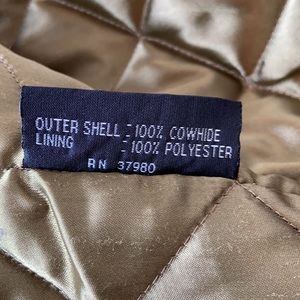 OUTER SHELL - 100% COWHIDE
LINING - 100% POLYESTER
RN 37980